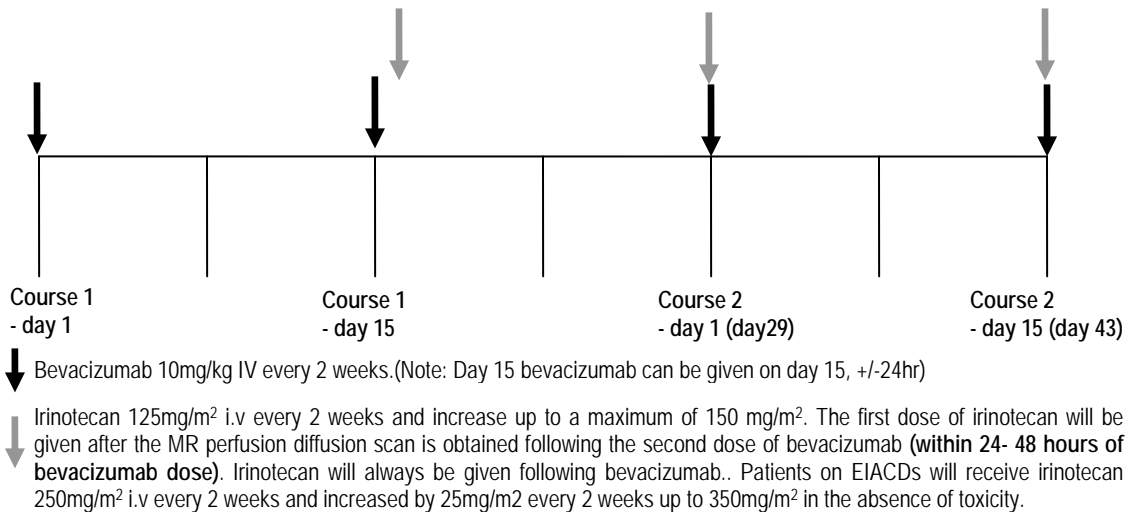 Course 1 Course 1 Course 2 Course 2
- day 1 - day 15 - day 1 (day29) - day 15 (day 43)
Bevacizumab 10mg/kg IV every 2 weeks.(Note: Day 15 bevacizumab can be given on day 15, +/-24hr)
Irinotecan 125mg/m² i.v every 2 weeks and increase up to a maximum of 150 mg/m². The first dose of irinotecan will be
given after the MR perfusion diffusion scan is obtained following the second dose of bevacizumab (within 24- 48 hours of
bevacizumab dose). Irinotecan will always be given following bevacizumab.. Patients on EIACDs will receive irinotecan
250mg/m² i.v every 2 weeks and increased by 25mg/m2 every 2 weeks up to 350mg/m² in the absence of toxicity.